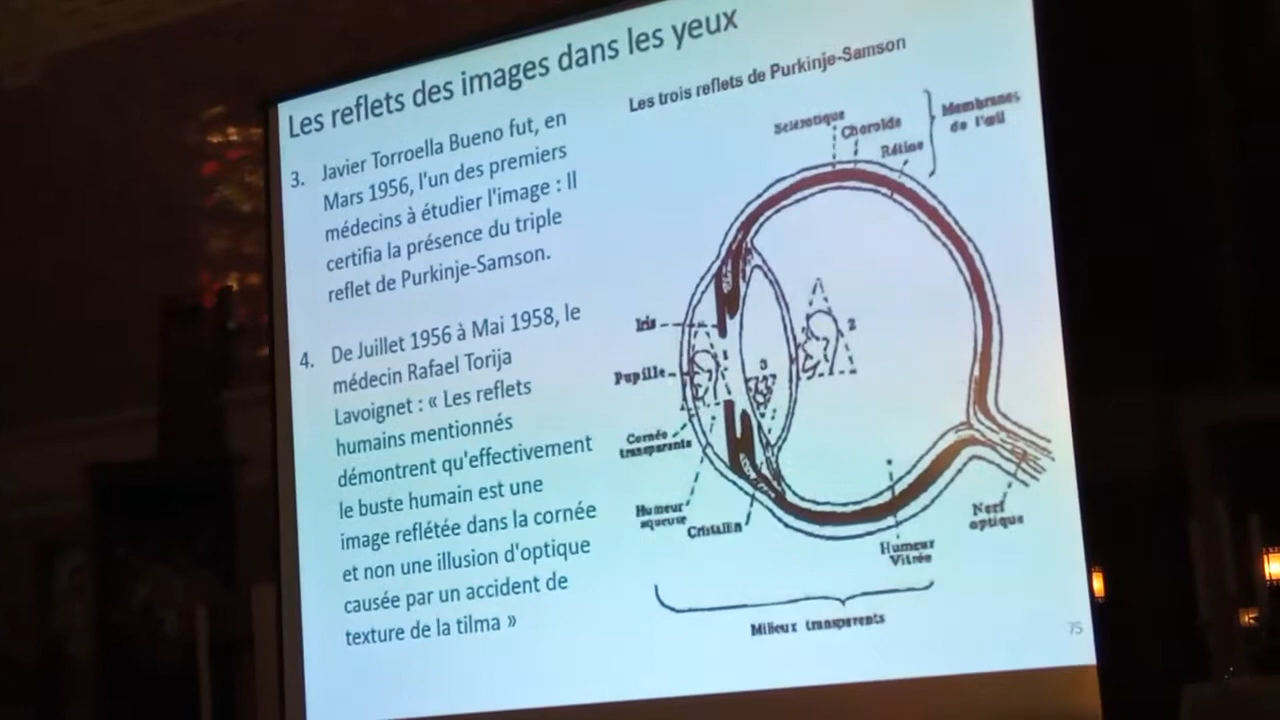 Les reflets des images dans les yeux
3. Javier Torroella Bueno fut, en
Mars 1956, l'un des premiers
médecins à étudier l'image : Il
certifia la présence du triple
reflet de Purkinje-Samson.
4. De Juillet 1956 à Mai 1958, le
médecin Rafael Torija
Lavoignet : « Les reflets
humains mentionnés
démontrent qu'effectivement
le buste humain est une
image reflétée dans la cornée
et non une illusion d'optique
causée par un accident de
texture de la tilma »
Les trois reflets de Purkinje-Samson
Sclérotique
Choroïde
Rétine
Membranes
de l'œil
Iris
Pupille
1
2
3
Cornée
transparente
Humeur
aqueuse
Cristallin
Humeur
Vitrée
Nerf
optique
Milieux transparents
75